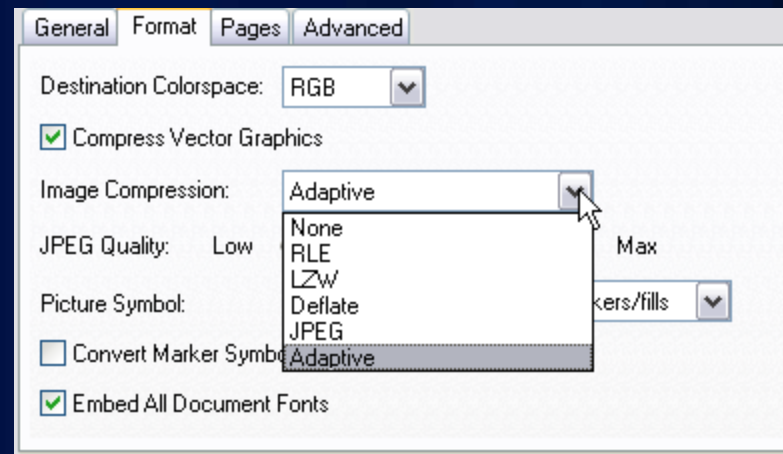 General Format Pages Advanced
Destination Colorspace: RGB
Compress Vector Graphics
Image Compression: Adaptive
None
JPEG Quality: Low Max
RLE
LZW
Picture Symbol: kers/fills
Deflate
JPEG
Convert Marker Symbo
Adaptive
Embed All Document Fonts